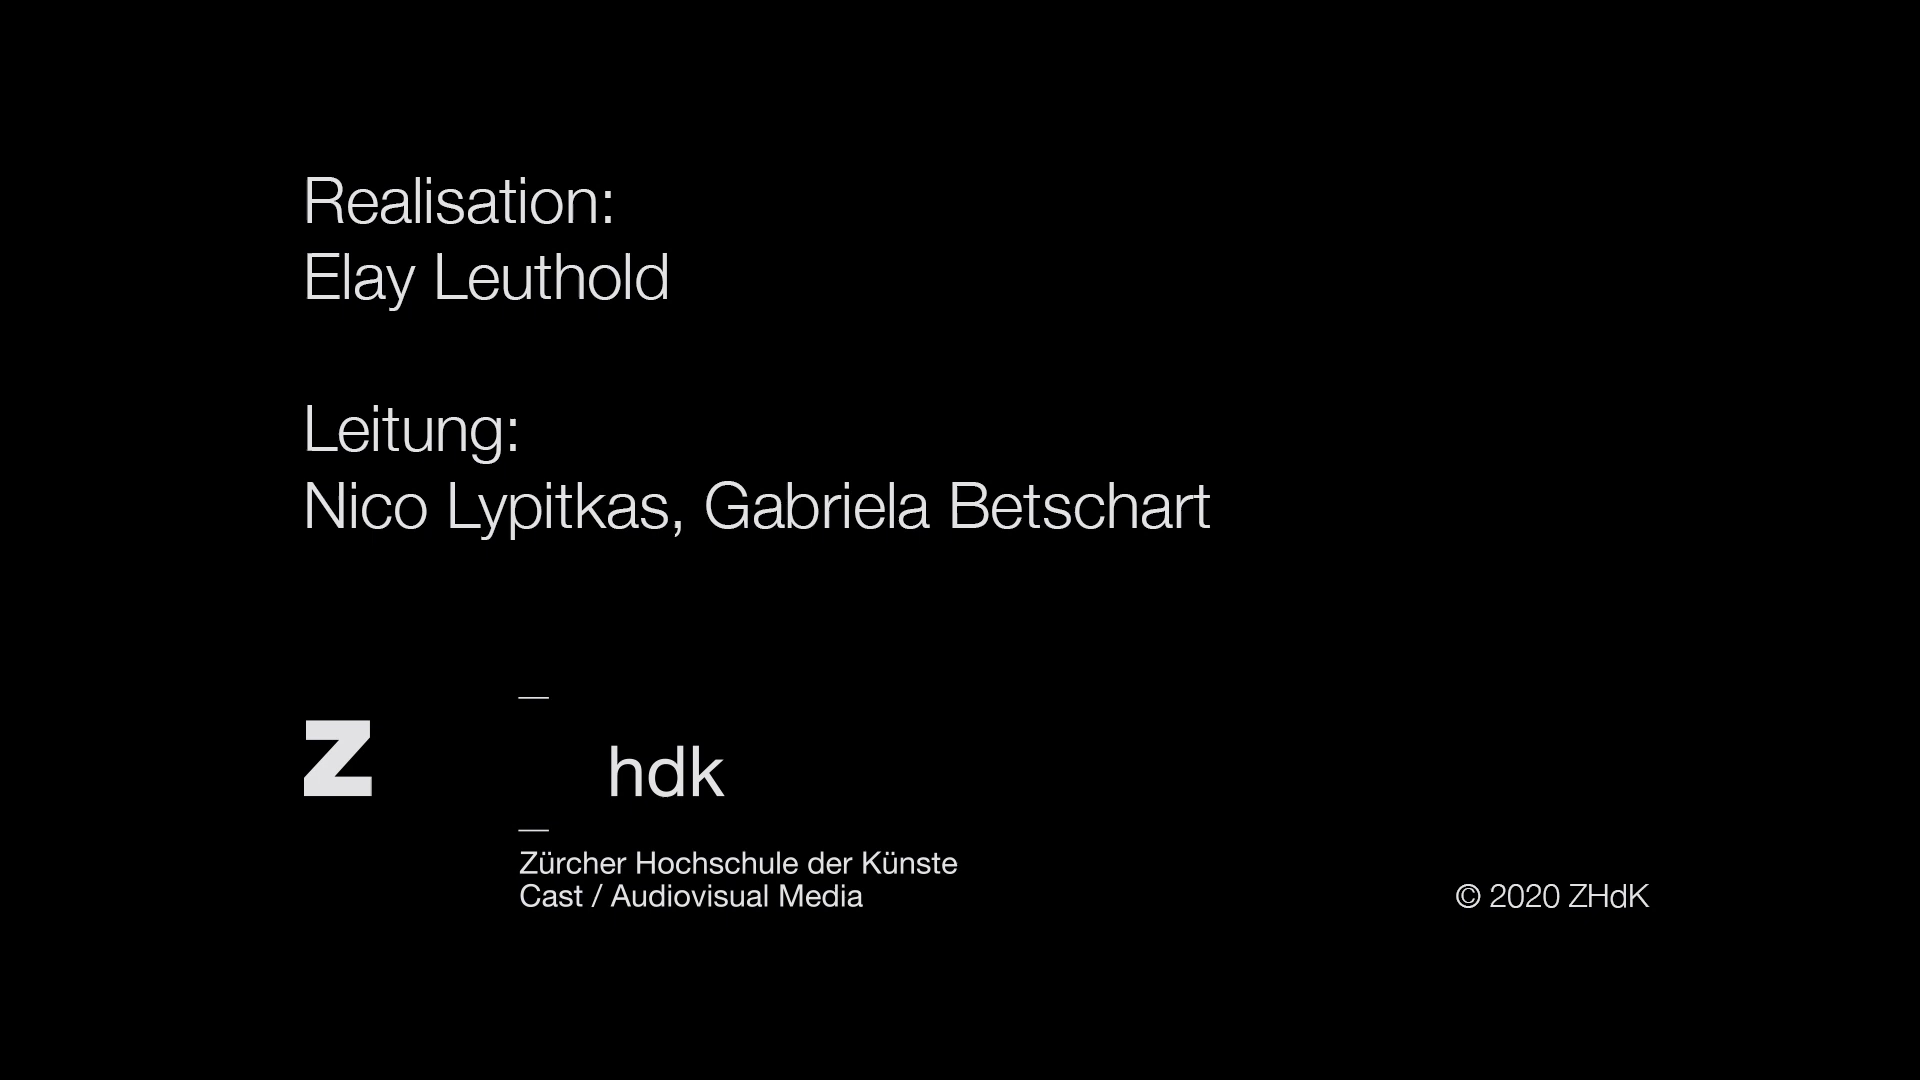 Realisation:
Elay Leuthold
Leitung:
Nico Lypitkas, Gabriela Betschart
Z hdk
Zürcher Hochschule der Künste
Cast / Audiovisual Media
© 2020 ZHdK